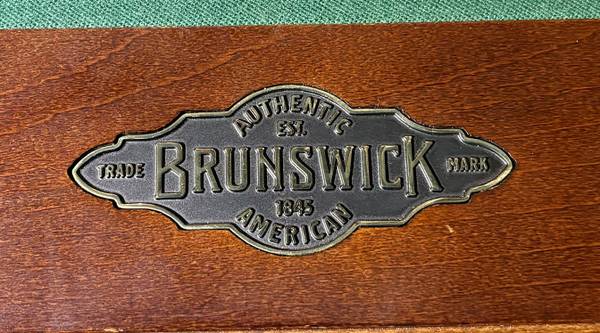 AUTHENTIC
EST.
TRADE BRUNSWICK MARK
1845
AMERICAN